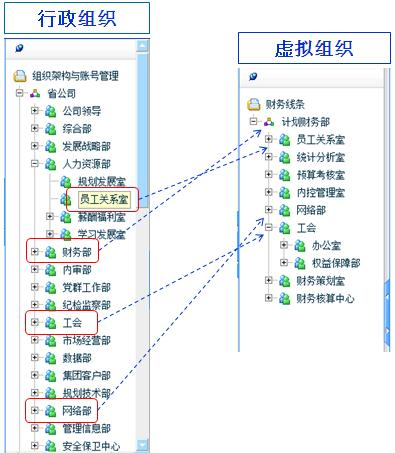 行政组织
组织架构与账号管理
省公司
公司领导
综合部
发展战略部
人力资源部
规划发展室
员工关系室
薪酬福利室
学习发展室
财务部
内审部
党群工作部
纪检监察部
工会
市场经营部
数据部
集团客户部
规划技术部
网络部
管理信息部
安全保卫中心
虚拟组织
财务线条
计划财务部
员工关系室
统计分析室
预算考核室
内控管理室
网络部
工会
办公室
权益保障部
财务策划室
财务核算中心